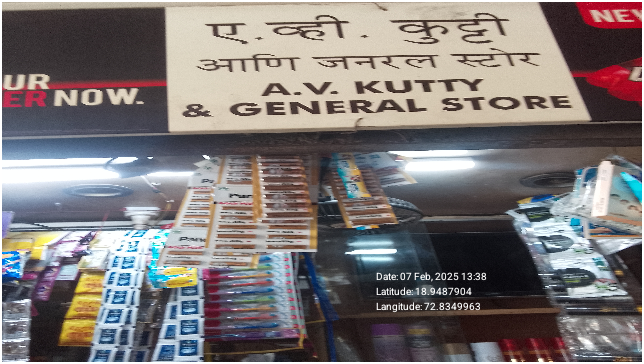 ए.व्ही. कुट्टी
आणि जनरल स्टोर
A.V. KUTTY
& GENERAL STORE
NEW
UR
ER NOW.
Date: 07 Feb, 2025 13:38
Latitude: 18.9487904
Langitude: 72.8349963